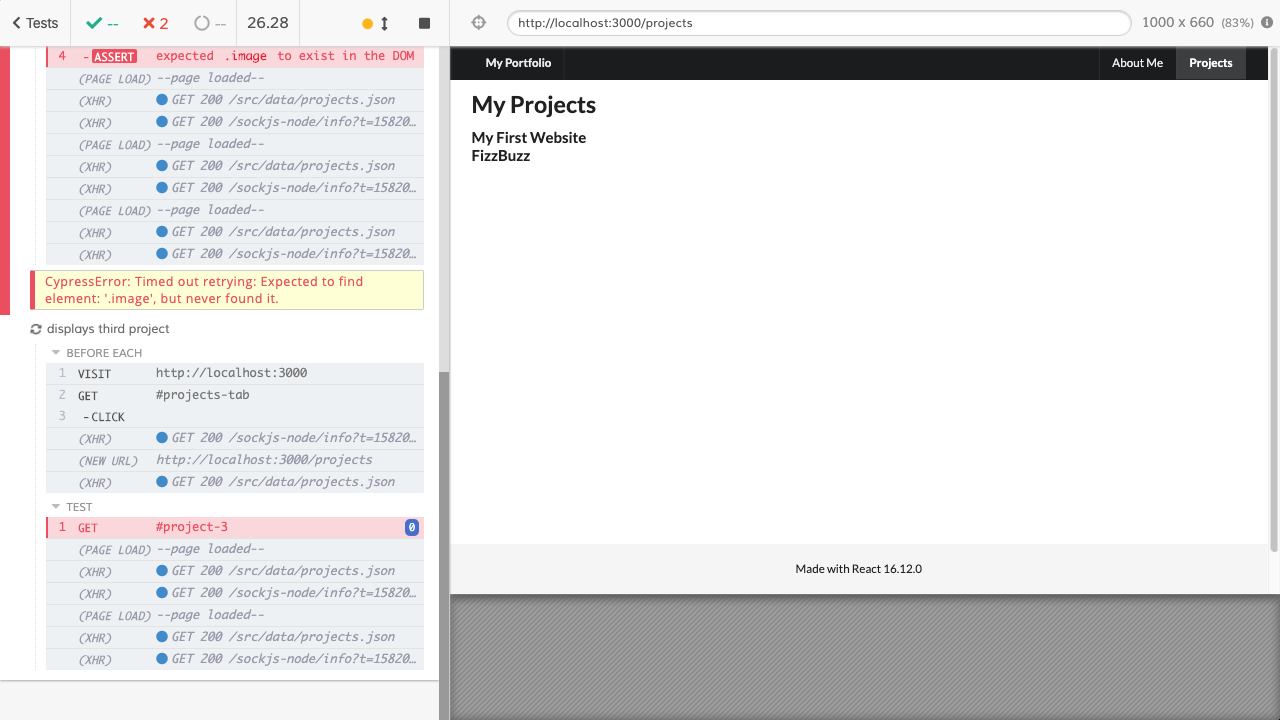 Tests
--
2
--
26.28
http://localhost:3000/projects
1000 x 660 (83%)
4 -ASSERT expected .image to exist in the DOM
(PAGE LOAD) --page loaded--
(XHR) GET 200 /src/data/projects.json
(XHR) GET 200 /sockjs-node/info?t=15820…
(PAGE LOAD) --page loaded--
(XHR) GET 200 /src/data/projects.json
(XHR) GET 200 /sockjs-node/info?t=15820…
(PAGE LOAD) --page loaded--
(XHR) GET 200 /src/data/projects.json
(XHR) GET 200 /sockjs-node/info?t=15820…
CypressError: Timed out retrying: Expected to find
element: '.image', but never found it.
displays third project
BEFORE EACH
1 VISIT http://localhost:3000
2 GET #projects-tab
3 -CLICK
(XHR) GET 200 /sockjs-node/info?t=15820…
(NEW URL) http://localhost:3000/projects
(XHR) GET 200 /src/data/projects.json
TEST
1 GET #project-3 0
(PAGE LOAD) --page loaded--
(XHR) GET 200 /src/data/projects.json
(XHR) GET 200 /sockjs-node/info?t=15820…
(PAGE LOAD) --page loaded--
(XHR) GET 200 /src/data/projects.json
(XHR) GET 200 /sockjs-node/info?t=15820…
My Portfolio
About Me
Projects
My Projects
My First Website
FizzBuzz
Made with React 16.12.0